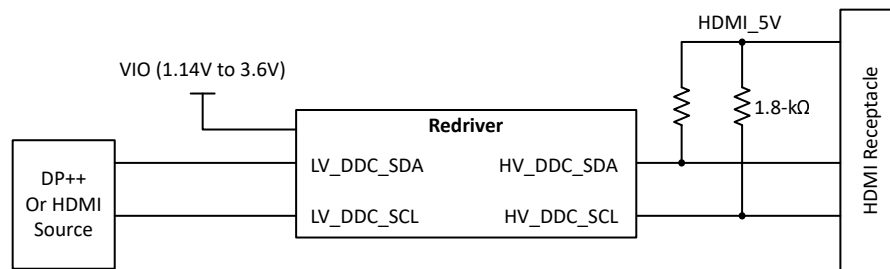 HDMI_5V
VIO (1.14V to 3.6V)
1.8-kΩ
Redriver
LV_DDC_SDA
HV_DDC_SDA
LV_DDC_SCL
HV_DDC_SCL
DP++
Or HDMI
Source
HDMI Receptacle